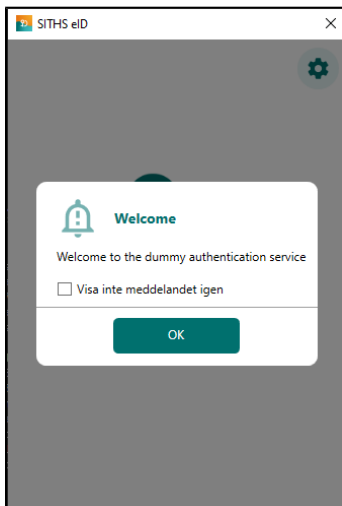 SITHS eID
Welcome
Welcome to the dummy authentication service
Visa inte meddelandet igen
OK